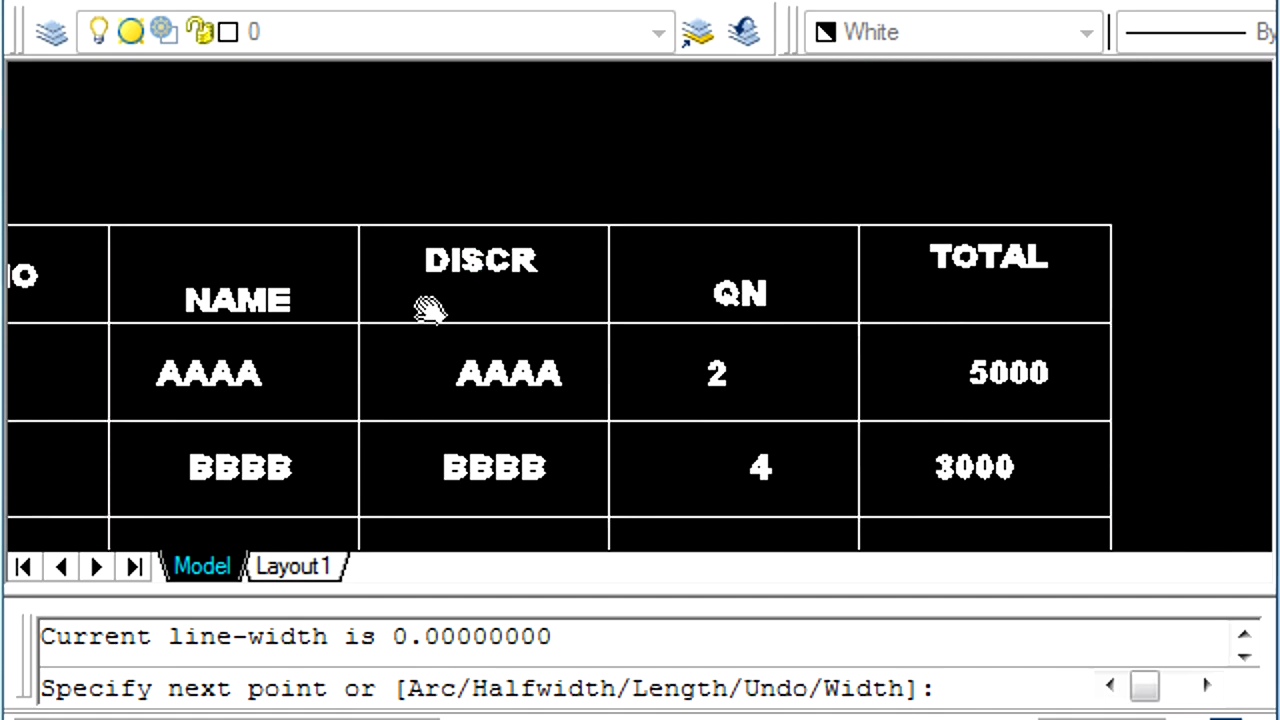 0 White By
DISCR TOTAL
NAME QN
AAAA AAAA 2 5000
BBBB BBBB 4 3000
Model Layout1
Current line-width is 0.00000000
Specify next point or [Arc/Halfwidth/Length/Undo/Width]: